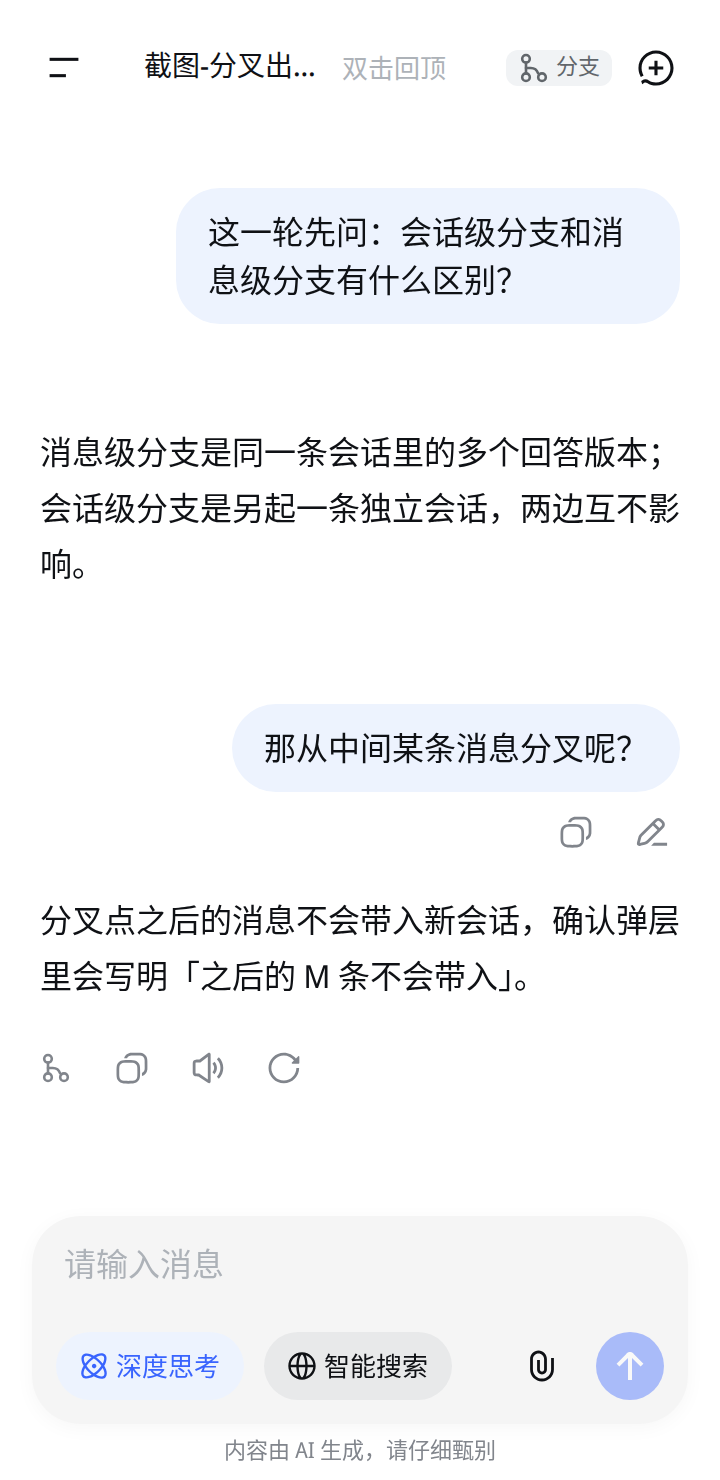 截图-分叉出... 双击回顶 分支
这一轮先问：会话级分支和消
息级分支有什么区别？
消息级分支是同一条会话里的多个回答版本；
会话级分支是另起一条独立会话，两边互不影
响。
那从中间某条消息分叉呢？
分叉点之后的消息不会带入新会话，确认弹层
里会写明「之后的 M 条不会带入」。
请输入消息
深度思考 智能搜索
内容由 AI 生成，请仔细甄别